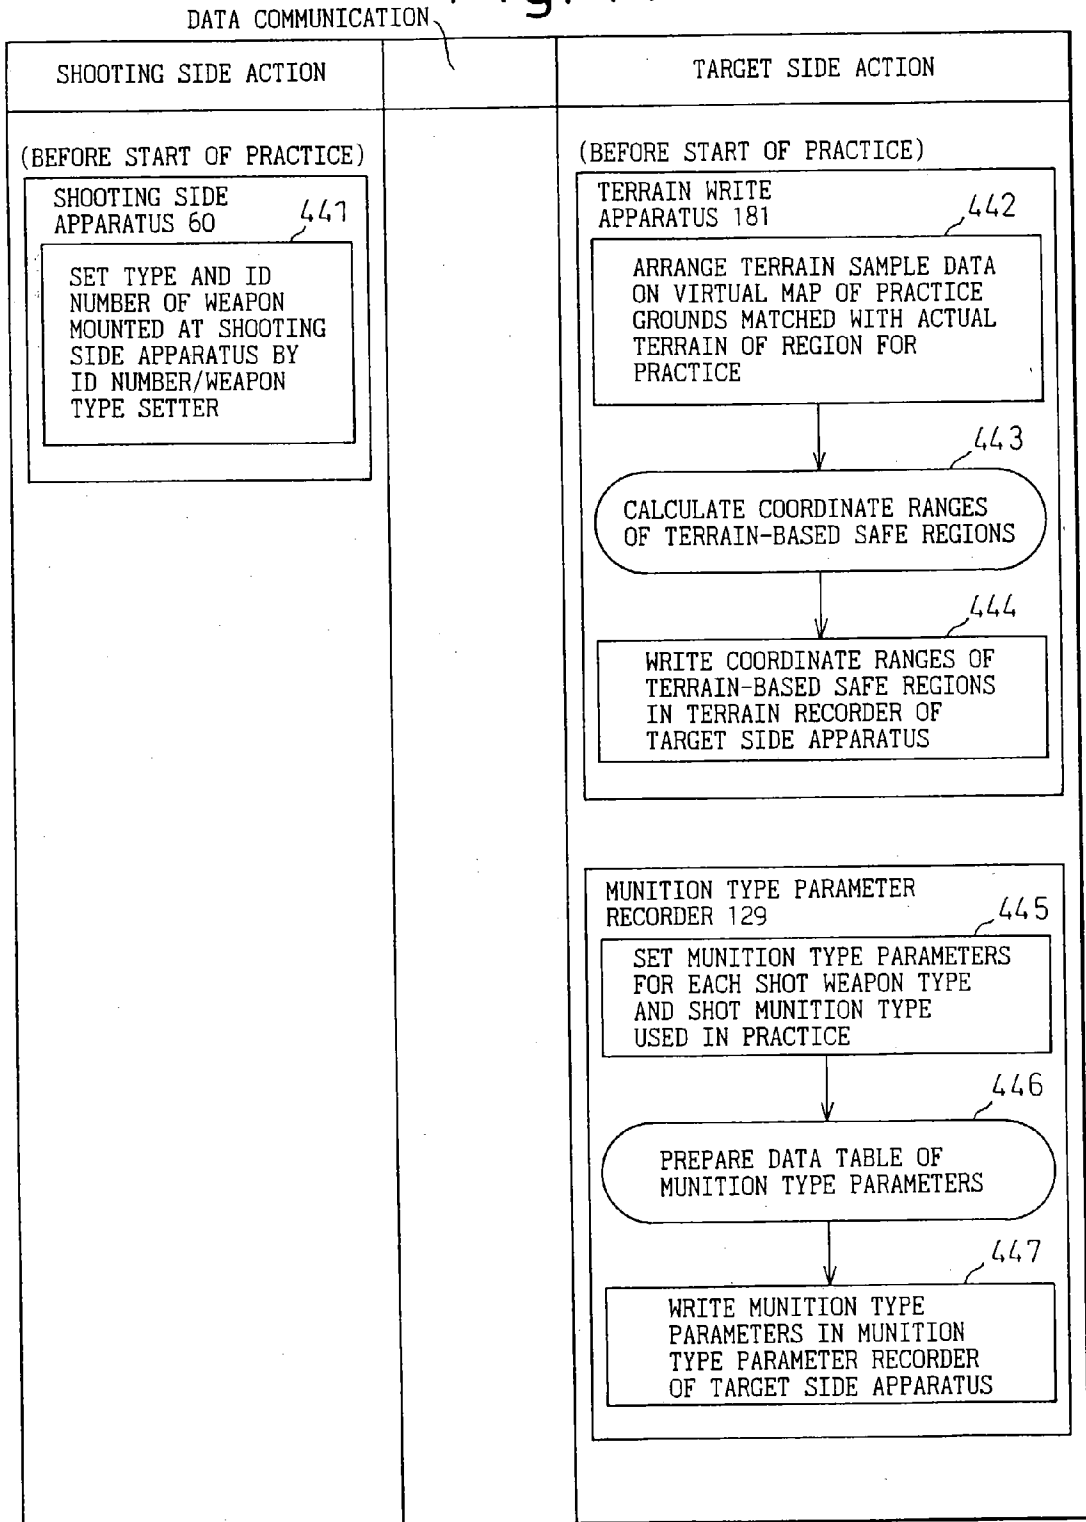 DATA COMMUNICATION
SHOOTING SIDE ACTION
TARGET SIDE ACTION
(BEFORE START OF PRACTICE)
SHOOTING SIDE
APPARATUS 60
441
SET TYPE AND ID
NUMBER OF WEAPON
MOUNTED AT SHOOTING
SIDE APPARATUS BY
ID NUMBER/WEAPON
TYPE SETTER
(BEFORE START OF PRACTICE)
TERRAIN WRITE
APPARATUS 181
442
ARRANGE TERRAIN SAMPLE DATA
ON VIRTUAL MAP OF PRACTICE
GROUNDS MATCHED WITH ACTUAL
TERRAIN OF REGION FOR
PRACTICE
443
CALCULATE COORDINATE RANGES
OF TERRAIN-BASED SAFE REGIONS
444
WRITE COORDINATE RANGES OF
TERRAIN-BASED SAFE REGIONS
IN TERRAIN RECORDER OF
TARGET SIDE APPARATUS
MUNITION TYPE PARAMETER
RECORDER 129
445
SET MUNITION TYPE PARAMETERS
FOR EACH SHOT WEAPON TYPE
AND SHOT MUNITION TYPE
USED IN PRACTICE
446
PREPARE DATA TABLE OF
MUNITION TYPE PARAMETERS
447
WRITE MUNITION TYPE
PARAMETERS IN MUNITION
TYPE PARAMETER RECORDER
OF TARGET SIDE APPARATUS